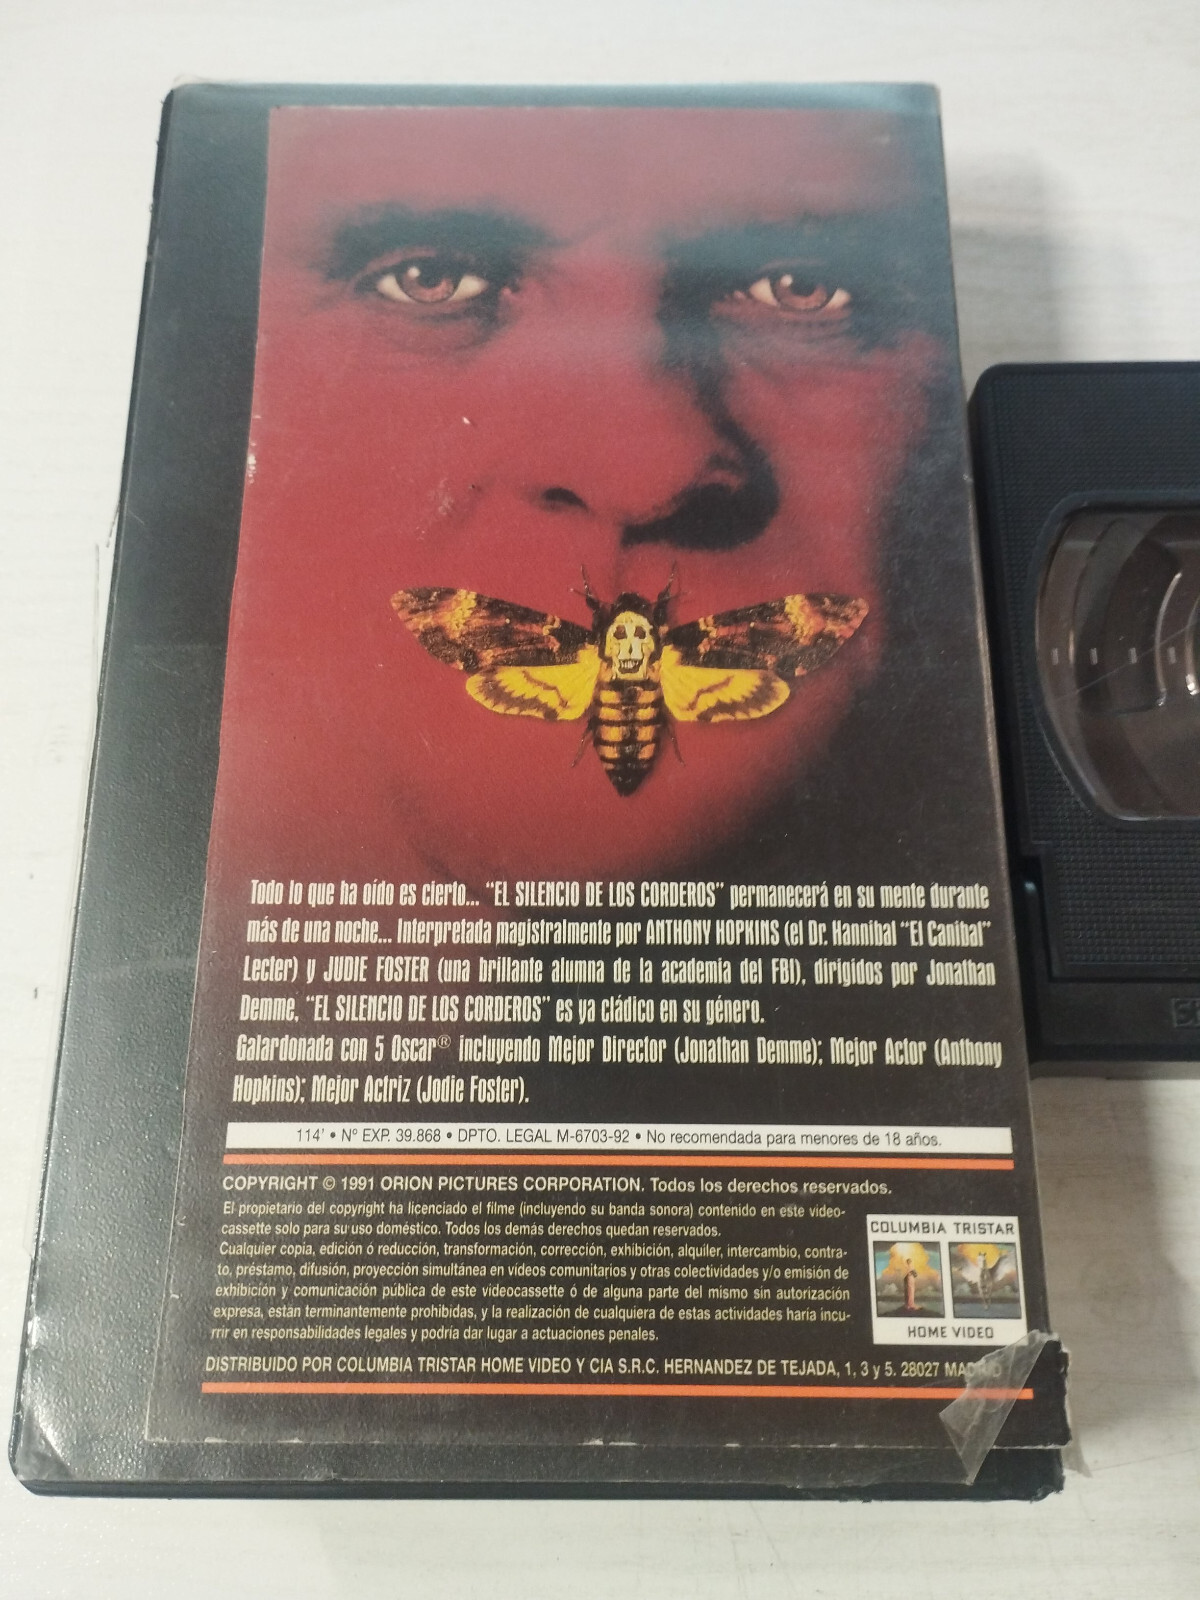 Todo lo que ha oído es cierto... “EL SILENCIO DE LOS CORDEROS” permanecerá en su mente durante
más de una noche... Interpretada magistralmente por ANTHONY HOPKINS (el Dr. Hannibal “El Canibal”
Lecter) y JUDIE FOSTER (una brillante alumna de la academia del FBI), dirigidos por Jonathan
Demme, “EL SILENCIO DE LOS CORDEROS” es ya cládico en su género.
Galardonada con 5 Oscar® incluyendo Mejor Director (Jonathan Demme); Mejor Actor (Anthony
Hopkins); Mejor Actriz (Jodie Foster).
114’ • Nº EXP. 39.868 • DPTO. LEGAL M-6703-92 • No recomendada para menores de 18 años.
COPYRIGHT © 1991 ORION PICTURES CORPORATION. Todos los derechos reservados.
El propietario del copyright ha licenciado el filme (incluyendo su banda sonora) contenido en este video-
cassette solo para su uso doméstico. Todos los demás derechos quedan reservados.
Cualquier copia, edición ó reducción, transformación, corrección, exhibición, alquiler, intercambio, contra-
to, préstamo, difusión, proyección simultánea en vídeos comunitarios y otras colectividades y/o emisión de
exhibición y comunicación pública de este videocassette ó de alguna parte del mismo sin autorización
expresa, están terminantemente prohibidas, y la realización de cualquiera de estas actividades haría incu-
rrir en responsabilidades legales y podría dar lugar a actuaciones penales.
COLUMBIA TRISTAR
HOME VIDEO
DISTRIBUIDO POR COLUMBIA TRISTAR HOME VIDEO Y CIA S.R.C. HERNANDEZ DE TEJADA, 1, 3 y 5. 28027 MADRID